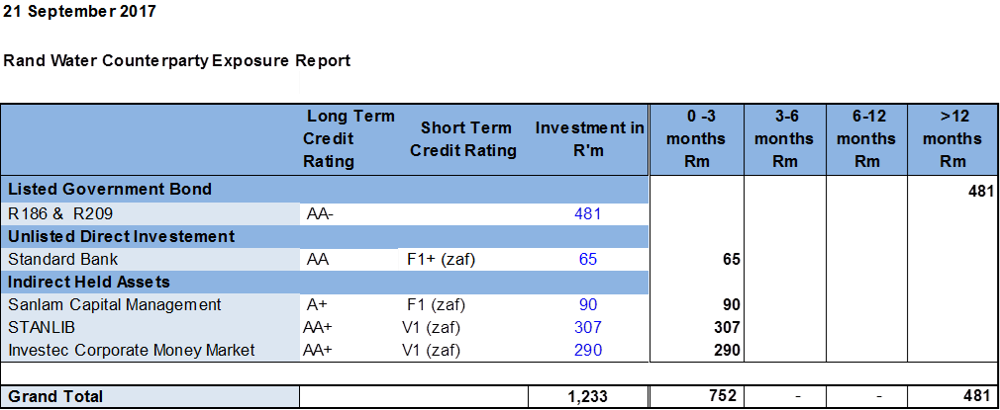 21 September 2017
Rand Water Counterparty Exposure Report
Long Term Credit Rating Short Term Credit Rating Investment in R'm 0 -3 months Rm 3-6 months Rm 6-12 months Rm >12 months Rm
Listed Government Bond 481
R186 & R209 AA- 481
Unlisted Direct Investement
Standard Bank AA F1+ (zaf) 65 65
Indirect Held Assets
Sanlam Capital Management A+ F1 (zaf) 90 90
STANLIB AA+ V1 (zaf) 307 307
Investec Corporate Money Market AA+ V1 (zaf) 290 290
Grand Total 1,233 752 - - 481